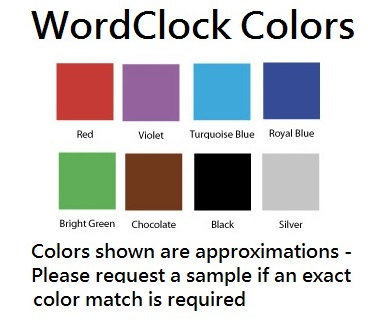 WordClock Colors
Red Violet Turquoise Blue Royal Blue
Bright Green Chocolate Black Silver
Colors shown are approximations -
Please request a sample if an exact
color match is required